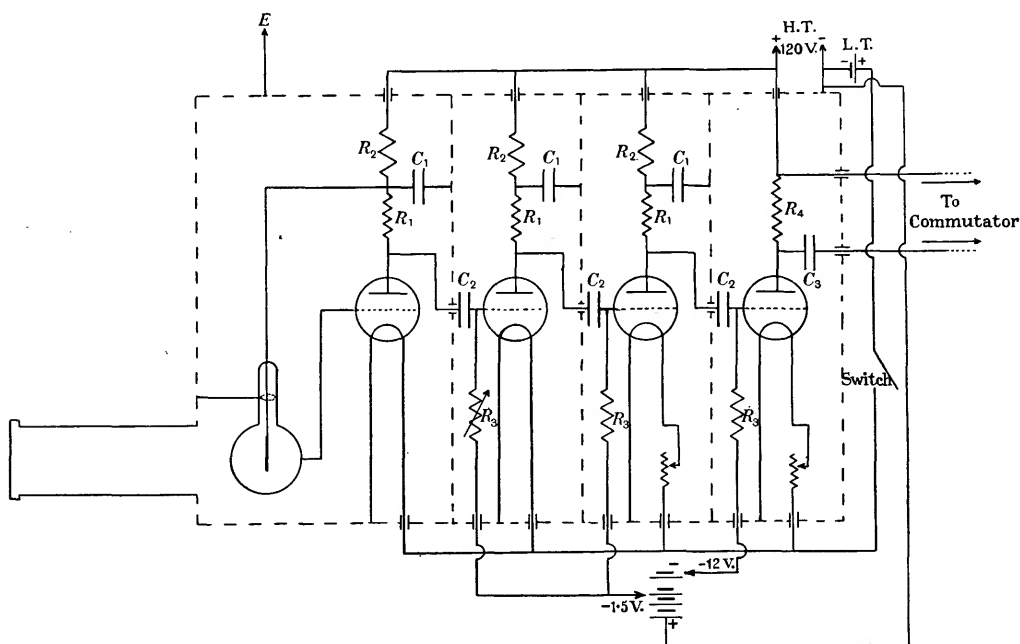 E
+ H.T. -
120 V.
L.T.
- +
R2
C1
R2
C1
R2
C1
R1
R1
R1
R4
To
Commutator
C2
C2
C2
C3
Switch
R3
R3
R3
-12 V.
-
-1·5 V.
+